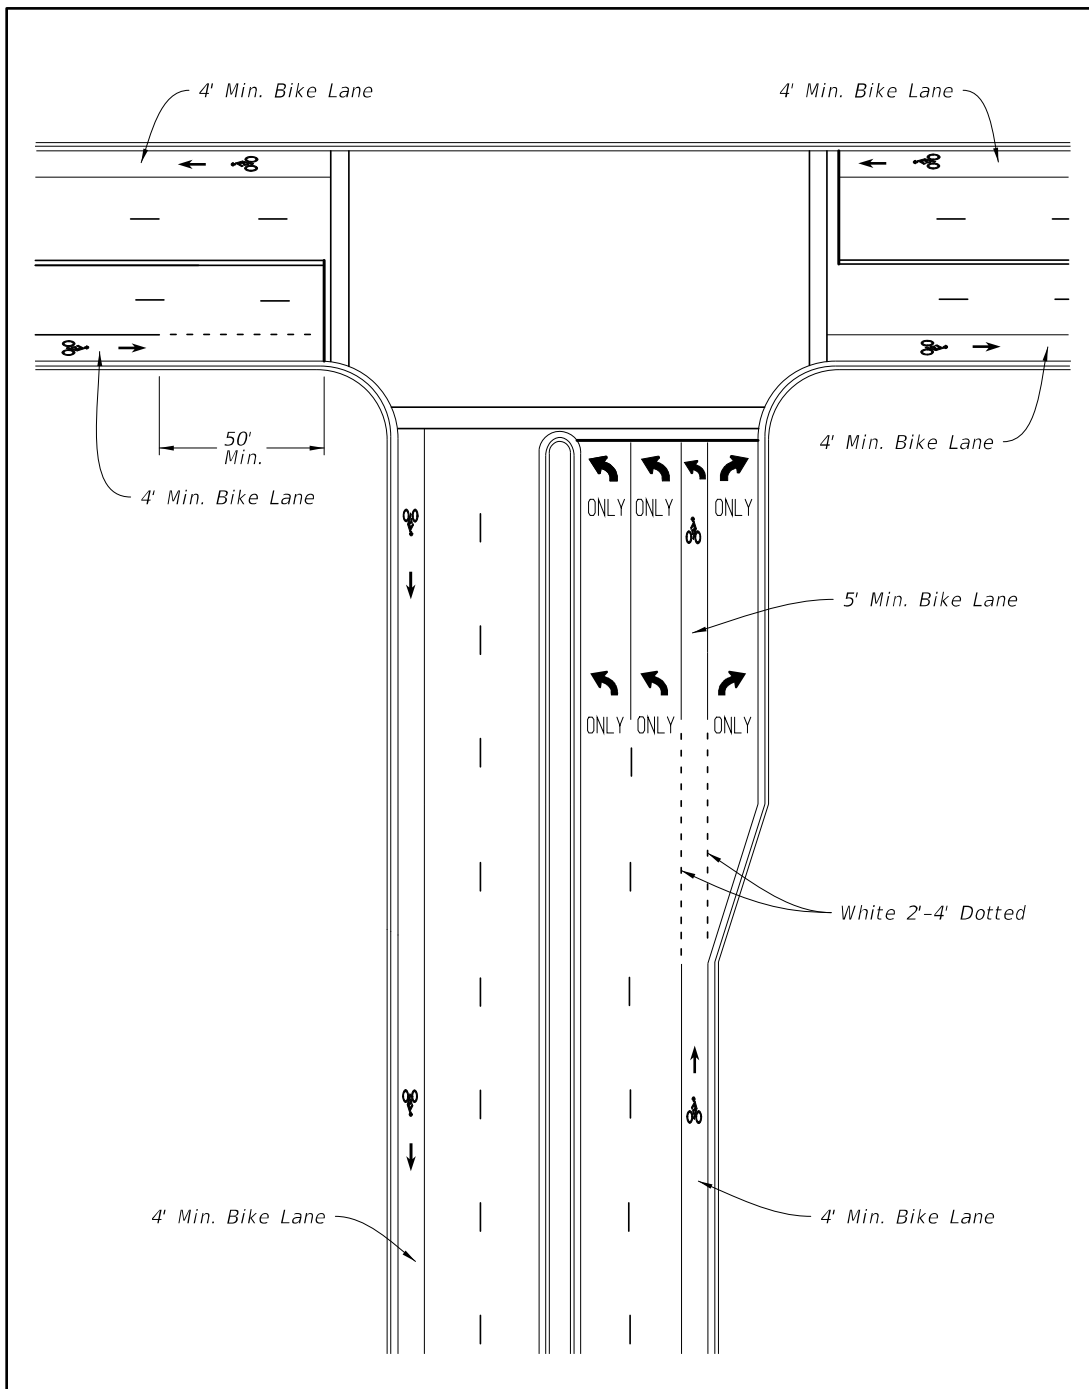 4' Min. Bike Lane
4' Min. Bike Lane
50'
Min.
4' Min. Bike Lane
4' Min. Bike Lane
ONLY ONLY ONLY
5' Min. Bike Lane
ONLY ONLY ONLY
White 2'-4' Dotted
4' Min. Bike Lane
4' Min. Bike Lane